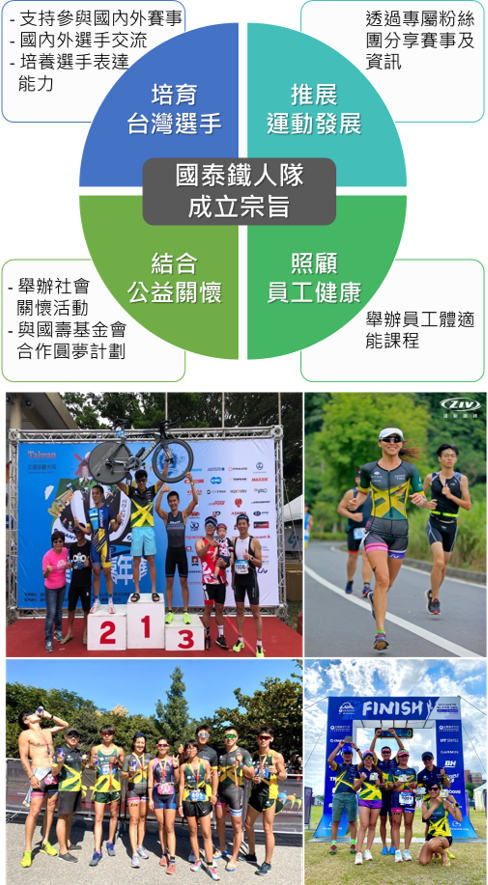 - 支持參與國內外賽事
- 國內外選手交流
- 培養選手表達
能力
透過專屬粉絲
團分享賽事及
資訊
培育
台灣選手
推展
運動發展
國泰鐵人隊
成立宗旨
結合
公益關懷
照顧
員工健康
- 舉辦社會
關懷活動
- 與國壽基金會
合作圓夢計劃
舉辦員工體適
能課程
ZIV
Taiwan
2
1
3
FINISH
GARMIN
BH